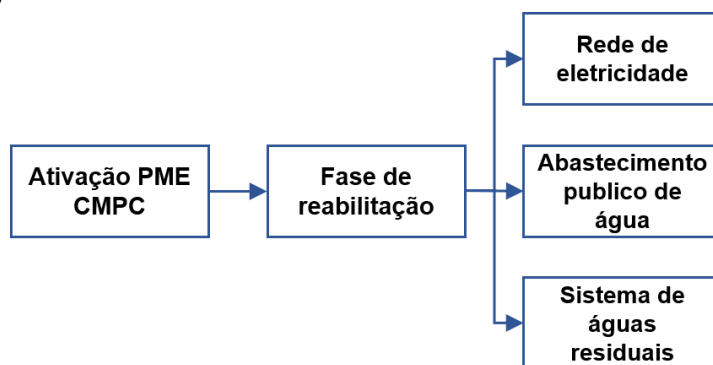 Rede de
eletricidade
Ativação PME
CMPC
Fase de
reabilitação
Abastecimento
publico de
água
Sistema de
águas
residuais